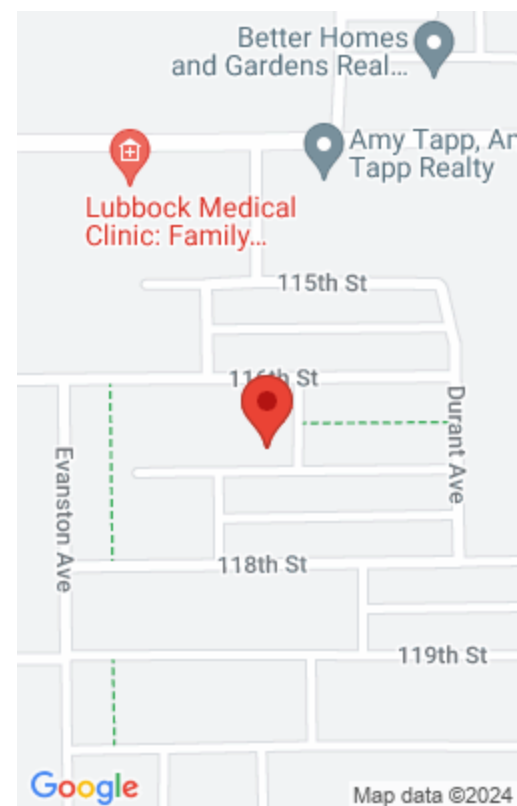 Better Homes
and Gardens Real...
Amy Tapp, An
Tapp Realty
Lubbock Medical
Clinic: Family...
115th St
116th St
Durant Ave
Evanston Ave
118th St
119th St
Google
Map data ©2024